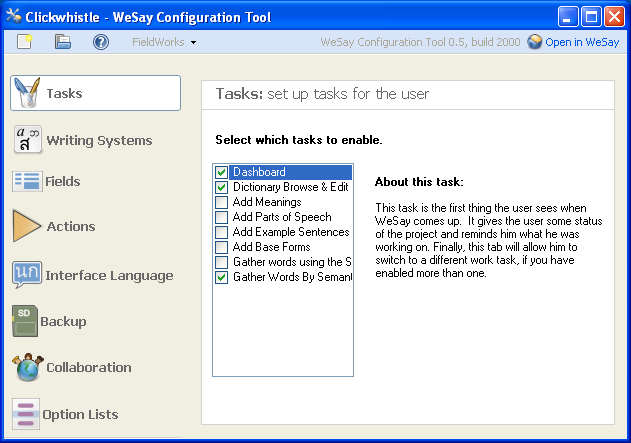 Clickwhistle - WeSay Configuration Tool
FieldWorks
WeSay Configuration Tool 0.5, build 2000
Open in WeSay
Tasks
Writing Systems
Fields
Actions
Interface Language
Backup
Collaboration
Option Lists
Tasks: set up tasks for the user
Select which tasks to enable.
Dashboard
Dictionary Browse & Edit
Add Meanings
Add Parts of Speech
Add Example Sentences
Add Base Forms
Gather words using the S
Gather Words By Semant
About this task:
This task is the first thing the user sees when
WeSay comes up. It gives the user some status
of the project and reminds him what he was
working on. Finally, this tab will allow him to
switch to a different work task, if you have
enabled more than one.
SD